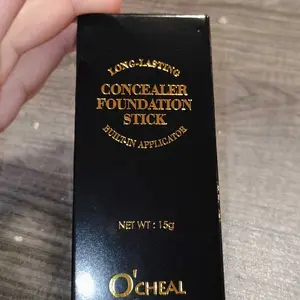 LONG-LASTING
CONCEALER
FOUNDATION
STICK
BUILT-IN APPLICATOR
NET WT : 15g
O'CHEAL